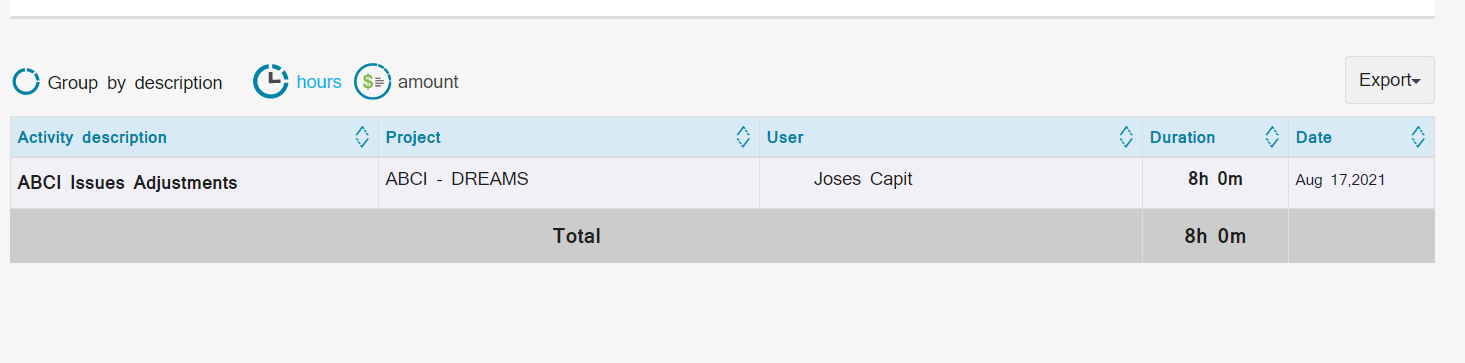 Group by description hours amount Export
Activity description Project User Duration Date
ABCI Issues Adjustments ABCI - DREAMS Joses Capit 8h 0m Aug 17,2021
Total 8h 0m